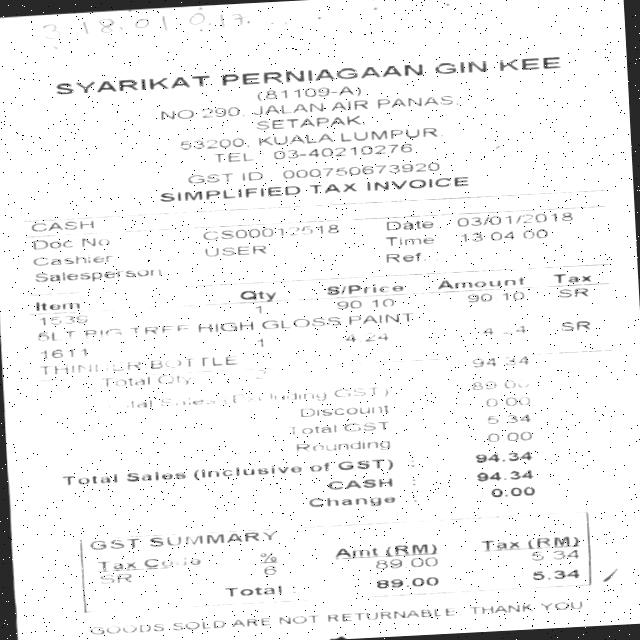 SYARIKAT PERNIAGAAN GIN KEE
(81109-A)
NO 290, JALAN AIR PANAS,
SETAPAK,
53200, KUALA LUMPUR.
TEL : 03-40210276
GST ID : 000750673920
SIMPLIFIED TAX INVOICE
CASH
Doc No. CS00012518 Date 03/01/2018
Cashier USER Time 13:04:00
Salesperson Ref.
Item Qty S/Price Amount Tax
1536 1 90.10 90.10 SR
5LT BIG TREE HIGH GLOSS PAINT
1611 1 4.24 4.24 SR
THINNER BOTTLE
Total Qty 94.34
Total Sales (Excluding GST) 89.00
Discount 0.00
Total GST 5.34
Rounding 0.00
Total Sales (Inclusive of GST) : 94.34
CASH : 94.34
Change : 0.00
GST SUMMARY
Tax Code % Amt (RM) Tax (RM)
SR 6 89.00 5.34
Total 89.00 5.34
GOODS SOLD ARE NOT RETURNABLE. THANK YOU